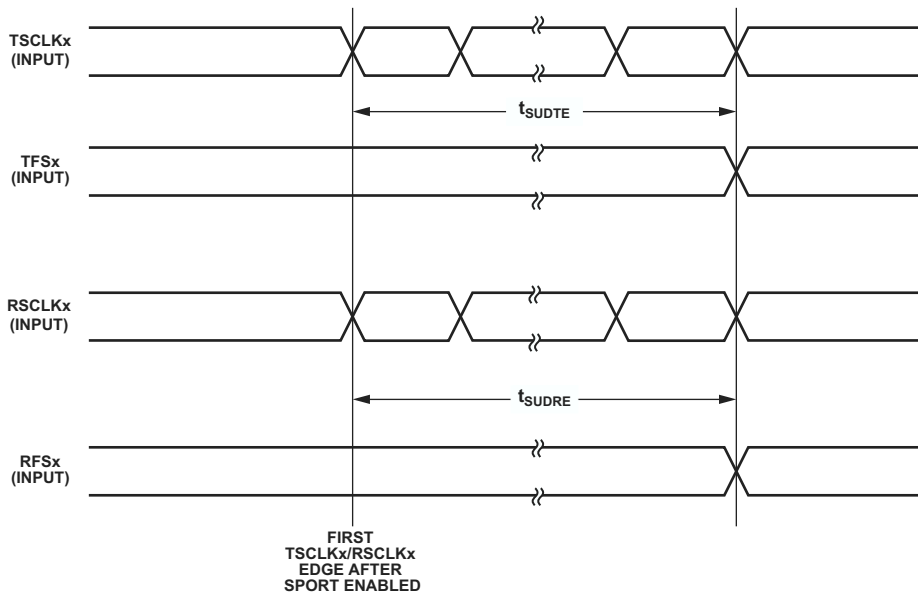 TSCLKx
(INPUT)
tSUDTE
TFSx
(INPUT)
RSCLKx
(INPUT)
tSUDRE
RFSx
(INPUT)
FIRST
TSCLKx/RSCLKx
EDGE AFTER
SPORT ENABLED